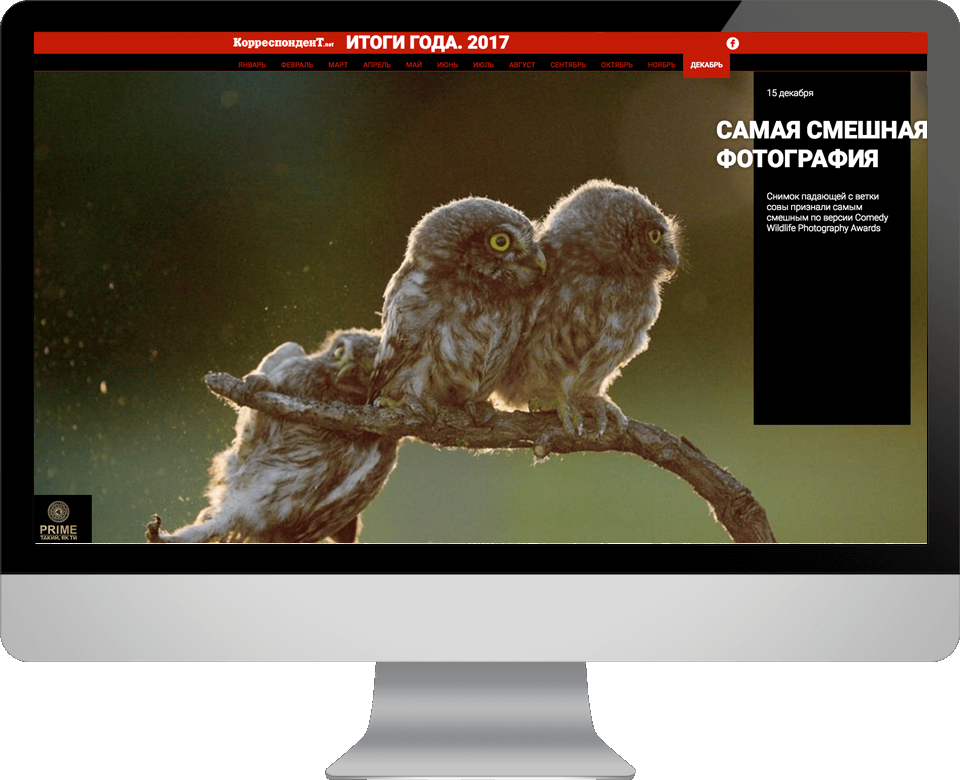 КорреспонденТ.net ИТОГИ ГОДА. 2017
ЯНВАРЬ ФЕВРАЛЬ МАРТ АПРЕЛЬ МАЙ ИЮНЬ ИЮЛЬ АВГУСТ СЕНТЯБРЬ ОКТЯБРЬ НОЯБРЬ ДЕКАБРЬ
15 декабря
САМАЯ СМЕШНАЯ
ФОТОГРАФИЯ
Снимок падающей с ветки
совы признали самым
смешным по версии Comedy
Wildlife Photography Awards
PRIME
ТАКИЙ, ЯК ТИ